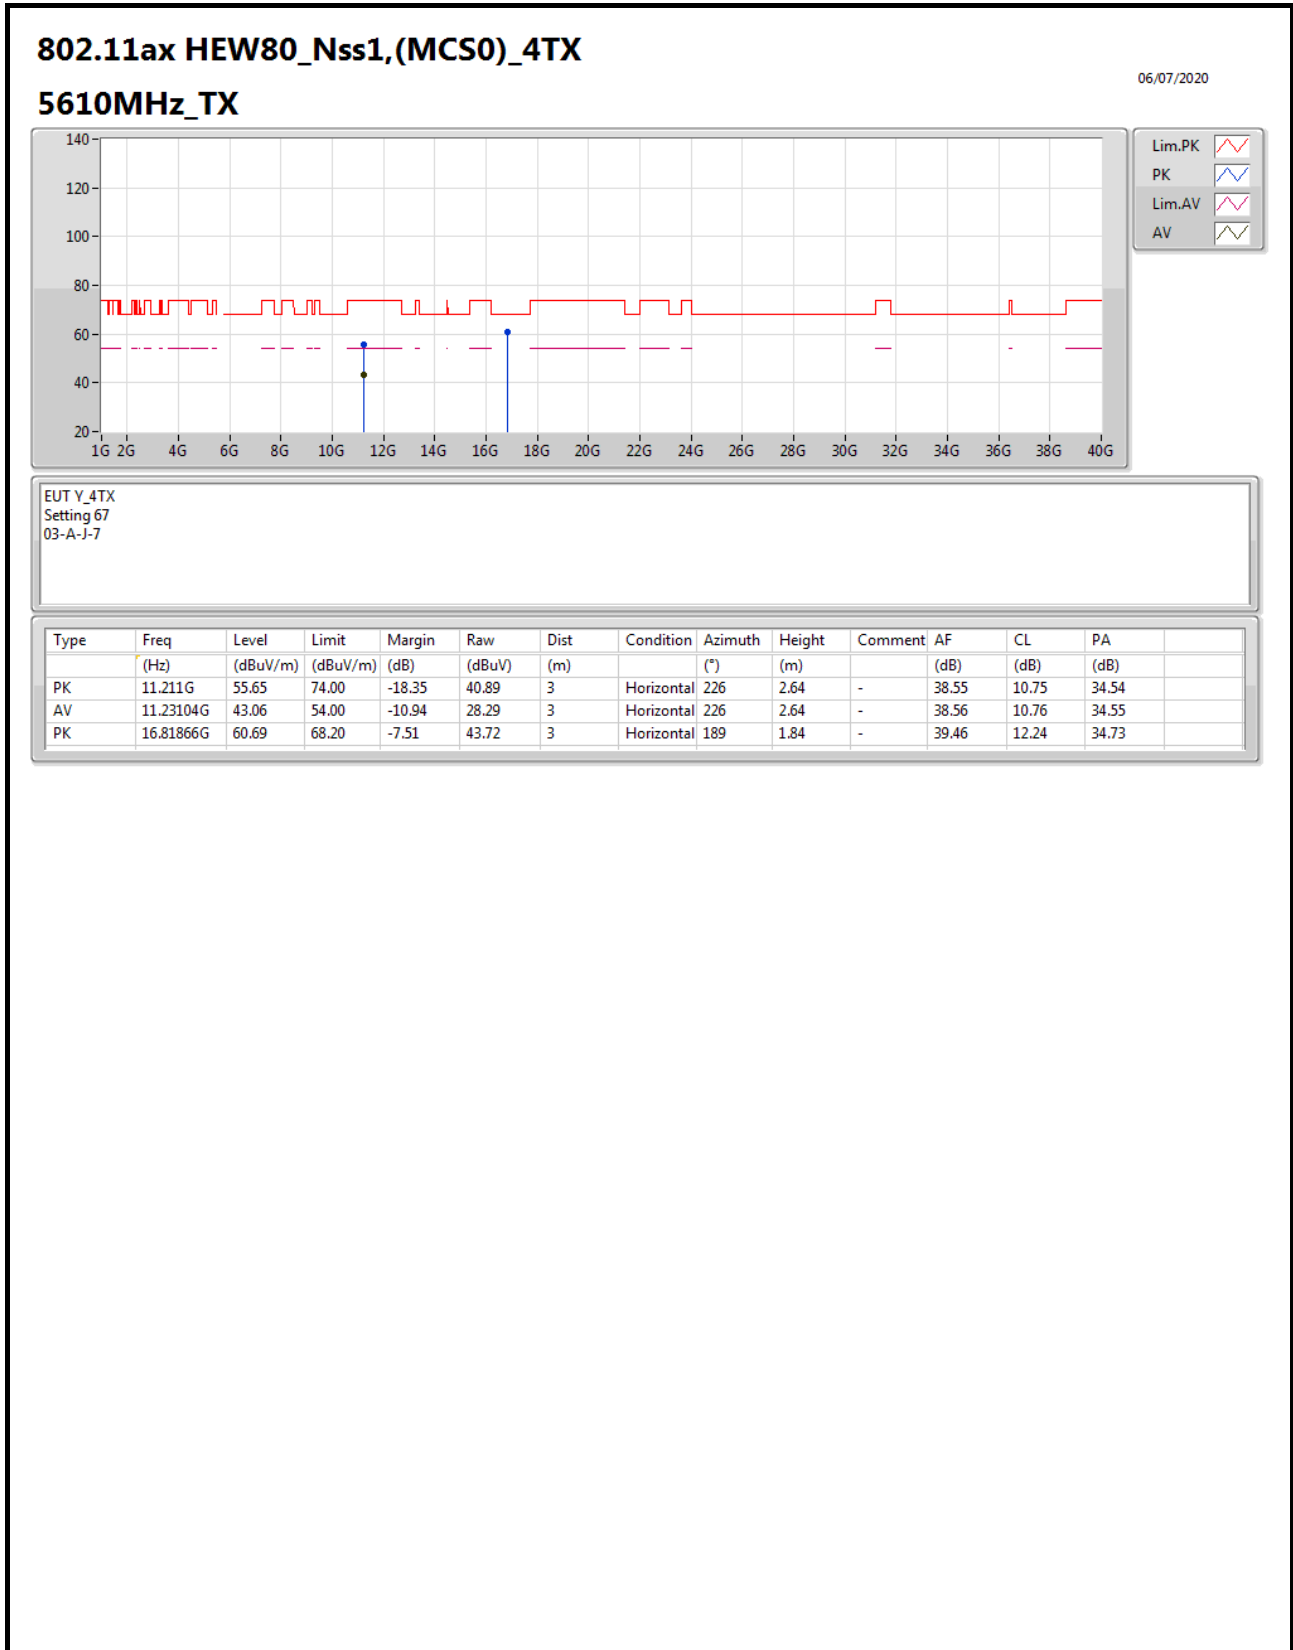 802.11ax HEW80_Nss1,(MCS0)_4TX
06/07/2020
5610MHz_TX
140
120
100
80
60
40
20
1G 2G 4G 6G 8G 10G 12G 14G 16G 18G 20G 22G 24G 26G 28G 30G 32G 34G 36G 38G 40G
Lim.PK
PK
Lim.AV
AV
EUT Y_4TX
Setting 67
03-A-J-7
Type Freq Level Limit Margin Raw Dist Condition Azimuth Height Comment AF CL PA
(Hz) (dBuV/m) (dBuV/m) (dB) (dBuV) (m) (°) (m) (dB) (dB) (dB)
PK 11.211G 55.65 74.00 -18.35 40.89 3 Horizontal 226 2.64 - 38.55 10.75 34.54
AV 11.23104G 43.06 54.00 -10.94 28.29 3 Horizontal 226 2.64 - 38.56 10.76 34.55
PK 16.81866G 60.69 68.20 -7.51 43.72 3 Horizontal 189 1.84 - 39.46 12.24 34.73